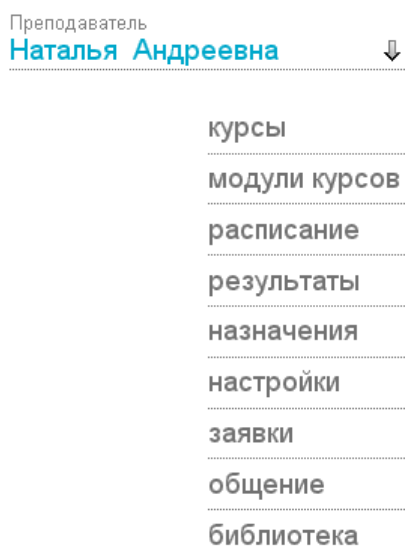 Преподаватель
Наталья Андреевна
курсы
модули курсов
расписание
результаты
назначения
настройки
заявки
общение
библиотека